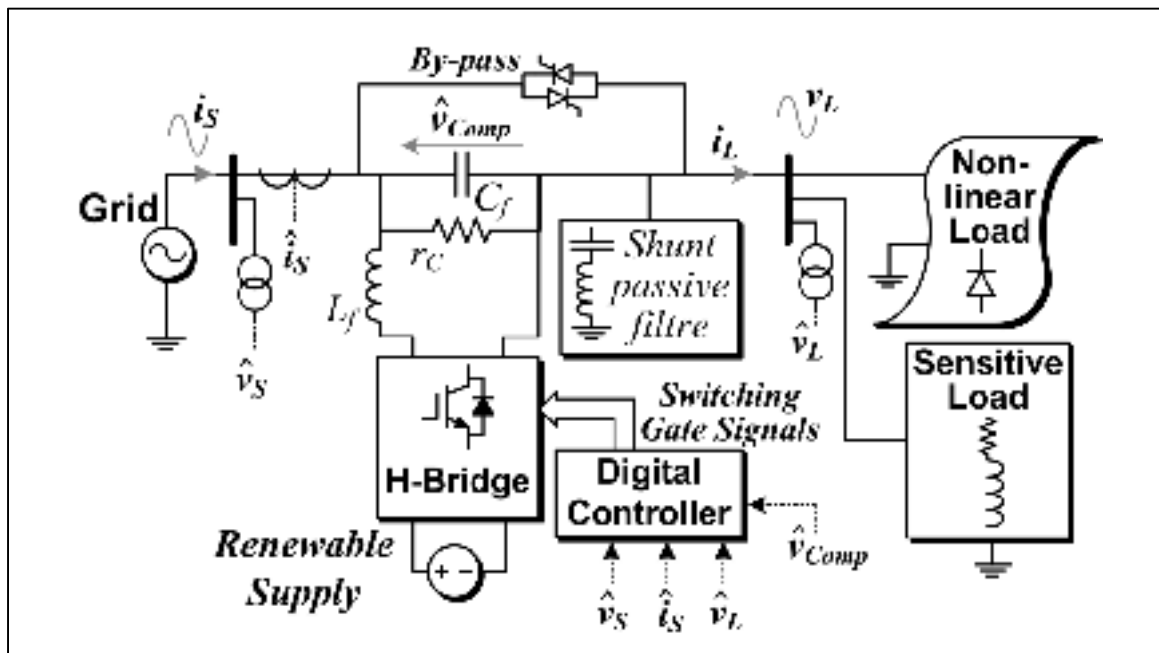 By-pass
i_S
v̂_Comp
i_L
v_L
Grid
î_S
C_f
r_C
L_f
v̂_S
Shunt
passive
filtre
v̂_L
Non-
linear
Load
Sensitive
Load
Switching
Gate Signals
H-Bridge
Digital
Controller
v̂_Comp
Renewable
Supply
+ −
v̂_S î_S v̂_L